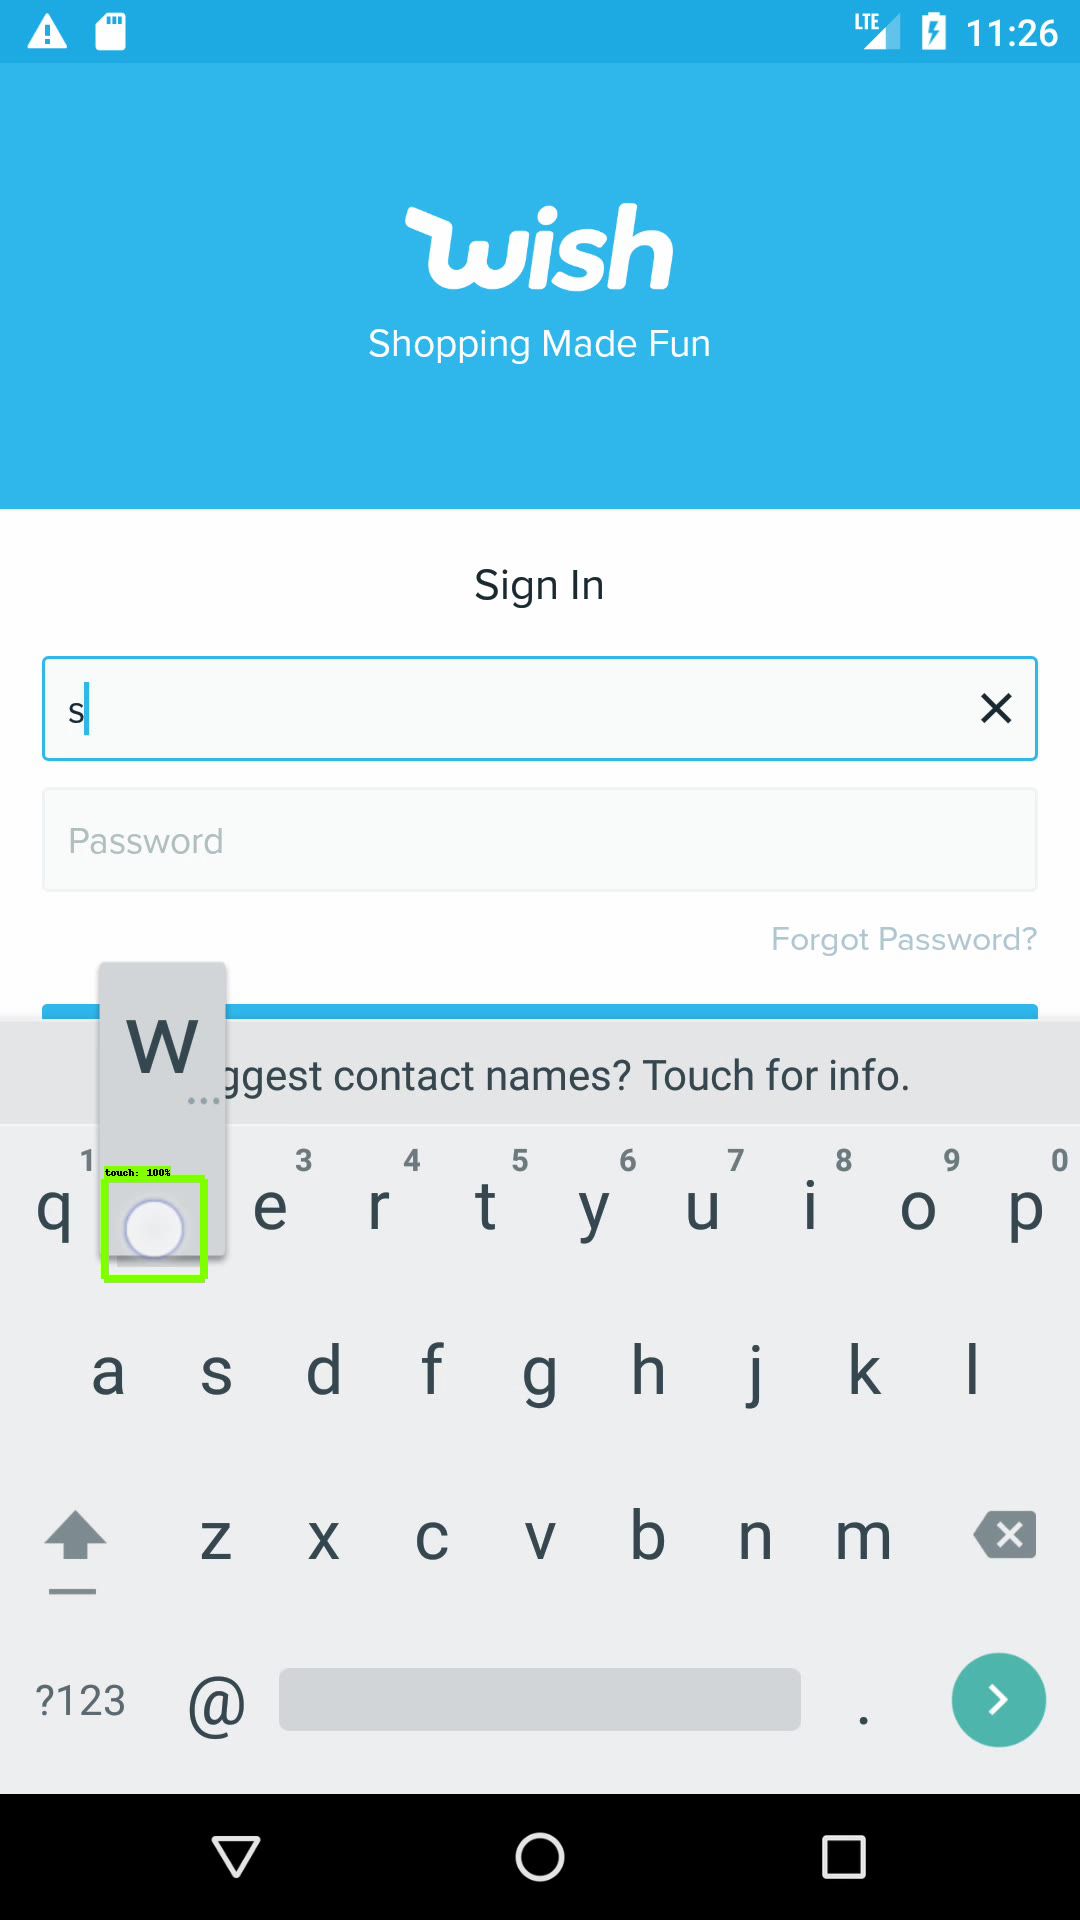 LTE 11:26
wish
Shopping Made Fun
Sign In
s
Password
Forgot Password?
w
...
ggest contact names? Touch for info.
touch: 100%
1 3 4 5 6 7 8 9 0
q e r t y u i o p
a s d f g h j k l
z x c v b n m
?123 @ .